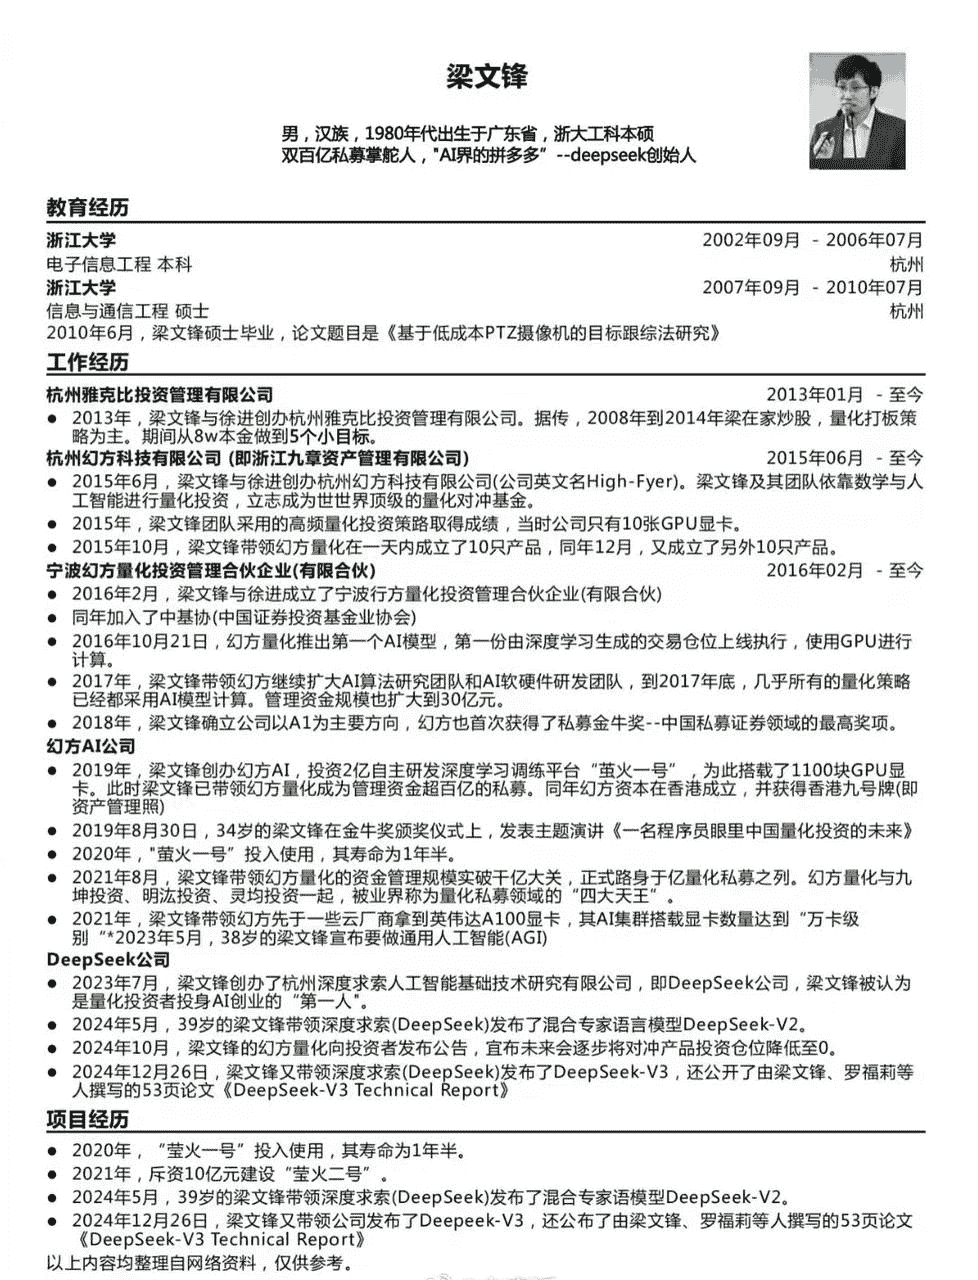 梁文锋
男，汉族，1980年代出生于广东省，浙大工科本硕
双百亿私募掌舵人，"AI界的拼多多”--deepseek创始人
教育经历
浙江大学 2002年09月 - 2006年07月
电子信息工程 本科 杭州
浙江大学 2007年09月 - 2010年07月
信息与通信工程 硕士 杭州
2010年6月，梁文锋硕士毕业，论文题目是《基于低成本PTZ摄像机的目标跟综法研究》
工作经历
杭州雅克比投资管理有限公司 2013年01月 - 至今
● 2013年，梁文锋与徐进创办杭州雅克比投资管理有限公司。据传，2008年到2014年梁在家炒股，量化打板策
略为主。期间从8w本金做到5个小目标。
杭州幻方科技有限公司 (即浙江九章资产管理有限公司) 2015年06月 - 至今
● 2015年6月，梁文锋与徐进创办杭州幻方科技有限公司(公司英文名High-Fyer)。梁文锋及其团队依靠数学与人
工智能进行量化投资，立志成为世世界顶级的量化对冲基金。
● 2015年，梁文锋团队采用的高频量化投资策路取得成绩，当时公司只有10张GPU显卡。
● 2015年10月，梁文锋带领幻方量化在一天内成立了10只产品，同年12月，又成立了另外10只产品。
宁波幻方量化投资管理合伙企业(有限合伙) 2016年02月 - 至今
● 2016年2月，梁文锋与徐进成立了宁波行方量化投资管理合伙企业(有限合伙)
● 同年加入了中基协(中国证券投资基金业协会)
● 2016年10月21日，幻方量化推出第一个AI模型，第一份由深度学习生成的交易仓位上线执行，使用GPU进行
计算。
● 2017年，梁文锋带领幻方继续扩大AI算法研究团队和AI软硬件研发团队，到2017年底，几乎所有的量化策略
已经都采用AI模型计算。管理资金规模也扩大到30亿元。
● 2018年，梁文锋确立公司以A1为主要方向，幻方也首次获得了私募金牛奖--中国私募证券领域的最高奖项。
幻方AI公司
● 2019年，梁文锋创办幻方AI，投资2亿自主研发深度学习调练平台“茧火一号”，为此搭载了1100块GPU显
卡。此时梁文锋已带领幻方量化成为管理资金超百亿的私募。同年幻方资本在香港成立，并获得香港九号牌(即
资产管理照)
● 2019年8月30日，34岁的梁文锋在金牛奖颁奖仪式上，发表主题演讲《一名程序员眼里中国量化投资的未来》
● 2020年，"萤火一号”投入使用，其寿命为1年半。
● 2021年8月，梁文锋带领幻方量化的资金管理规模实破千亿大关，正式路身于亿量化私募之列。幻方量化与九
坤投资、明汯投资、灵均投资一起，被业界称为量化私募领域的“四大天王”。
● 2021年，梁文锋带领幻方先于一些云厂商拿到英伟达A100显卡，其AI集群搭载显卡数量达到“万卡级
别“*2023年5月，38岁的梁文锋宣布要做通用人工智能(AGI)
DeepSeek公司
● 2023年7月，梁文锋创办了杭州深度求索人工智能基础技术研究有限公司，即DeepSeek公司，梁文锋被认为
是量化投资者投身AI创业的“第一人"。
● 2024年5月，39岁的梁文锋带领深度求索(DeepSeek)发布了混合专家语言模型DeepSeek-V2。
● 2024年10月，梁文锋的幻方量化向投资者发布公告，宜布未来会逐步将对冲产品投资仓位降低至0。
● 2024年12月26日，梁文锋又带领深度求索(DeepSeek)发布了DeepSeek-V3，还公开了由梁文锋、罗福莉等
人撰写的53页论文《DeepSeek-V3 Technical Report》
项目经历
● 2020年，“莹火一号”投入使用，其寿命为1年半。
● 2021年，斥资10亿元建设“莹火二号”。
● 2024年5月，39岁的梁文锋带领深度求索(DeepSeek)发布了混合专家语模型DeepSeek-V2。
● 2024年12月26日，梁文锋又带领公司发布了Deepeek-V3，还公布了由梁文锋、罗福莉等人撰写的53页论文
《DeepSeek-V3 Technical Report》
以上内容均整理自网络资料，仅供参考。